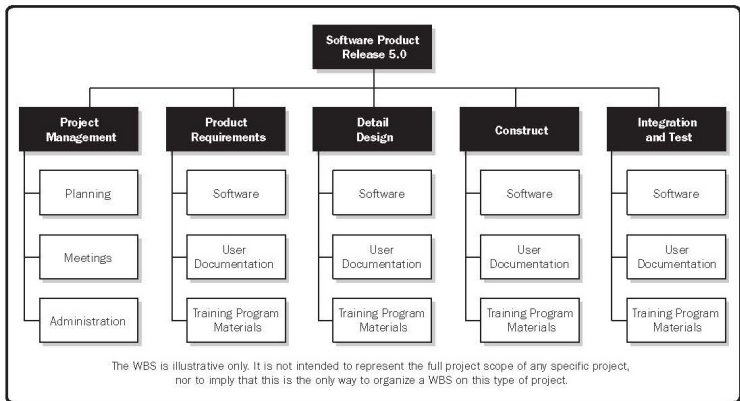 Software Product
Release 5.0
Project
Management
Product
Requirements
Detail
Design
Construct
Integration
and Test
Planning
Software
Software
Software
Software
Meetings
User
Documentation
User
Documentation
User
Documentation
User
Documentation
Administration
Training Program
Materials
Training Program
Materials
Training Program
Materials
Training Program
Materials
The WBS is illustrative only. It is not intended to represent the full project scope of any specific project,
nor to imply that this is the only way to organize a WBS on this type of project.